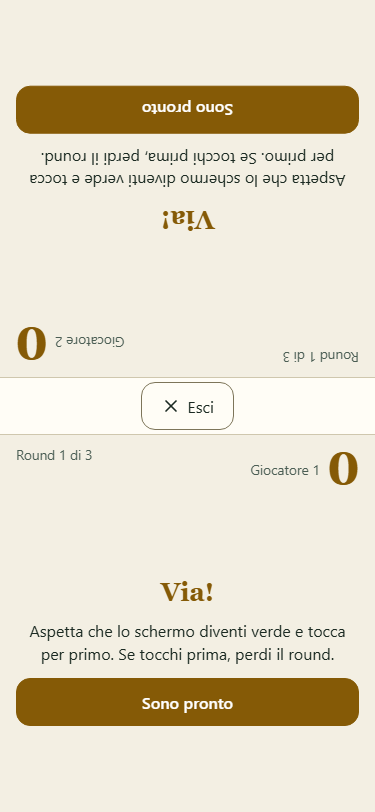 Sono pronto
per primo. Se tocchi prima, perdi il round.
Aspetta che lo schermo diventi verde e tocca
Via!
0 Giocatore 2
Round 1 di 3
Esci
Round 1 di 3
Giocatore 1 0
Via!
Aspetta che lo schermo diventi verde e tocca
per primo. Se tocchi prima, perdi il round.
Sono pronto